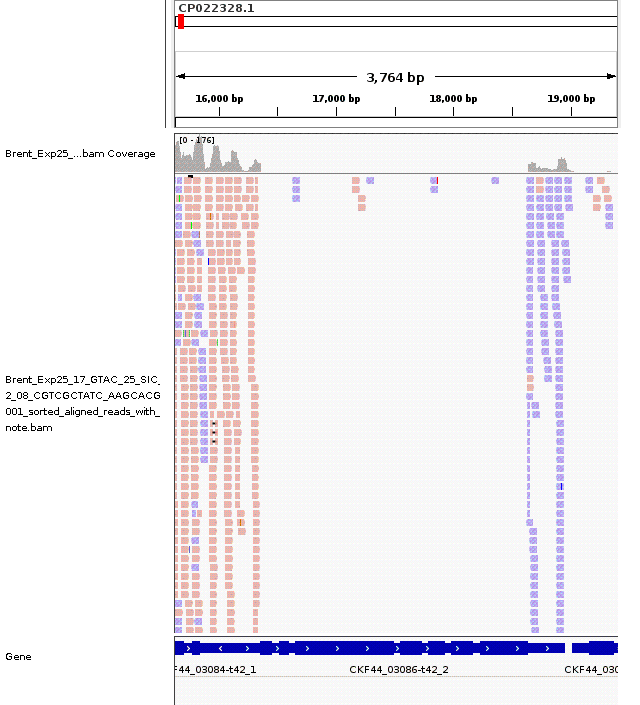 CP022328.1
3,764 bp
16,000 bp 17,000 bp 18,000 bp 19,000 bp
[0 - 176]
Brent_Exp25_...bam Coverage
Brent_Exp25_17_GTAC_25_SIC_
2_08_CGTCGCTATC_AAGCACG
001_sorted_aligned_reads_with_
note.bam
Gene
CKF44_03084-t42_1 CKF44_03086-t42_2 CKF44_030